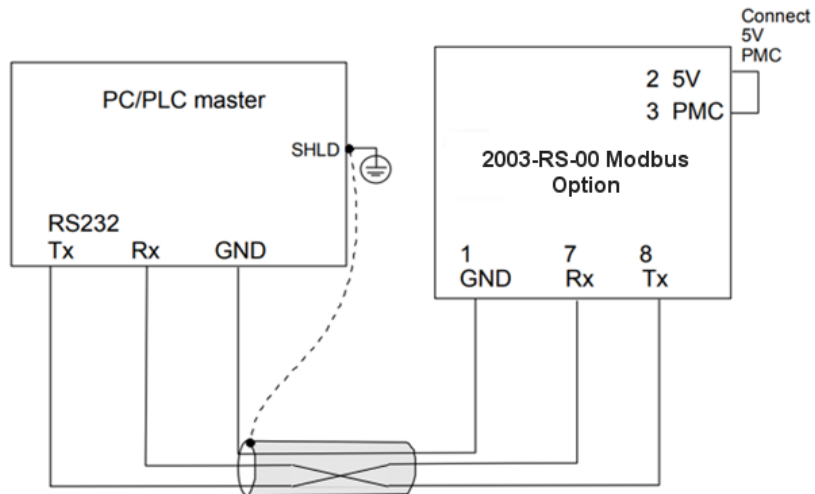 Connect
5V
PMC
PC/PLC master
SHLD
RS232
Tx Rx GND
2 5V
3 PMC
2003-RS-00 Modbus
Option
1 7 8
GND Rx Tx